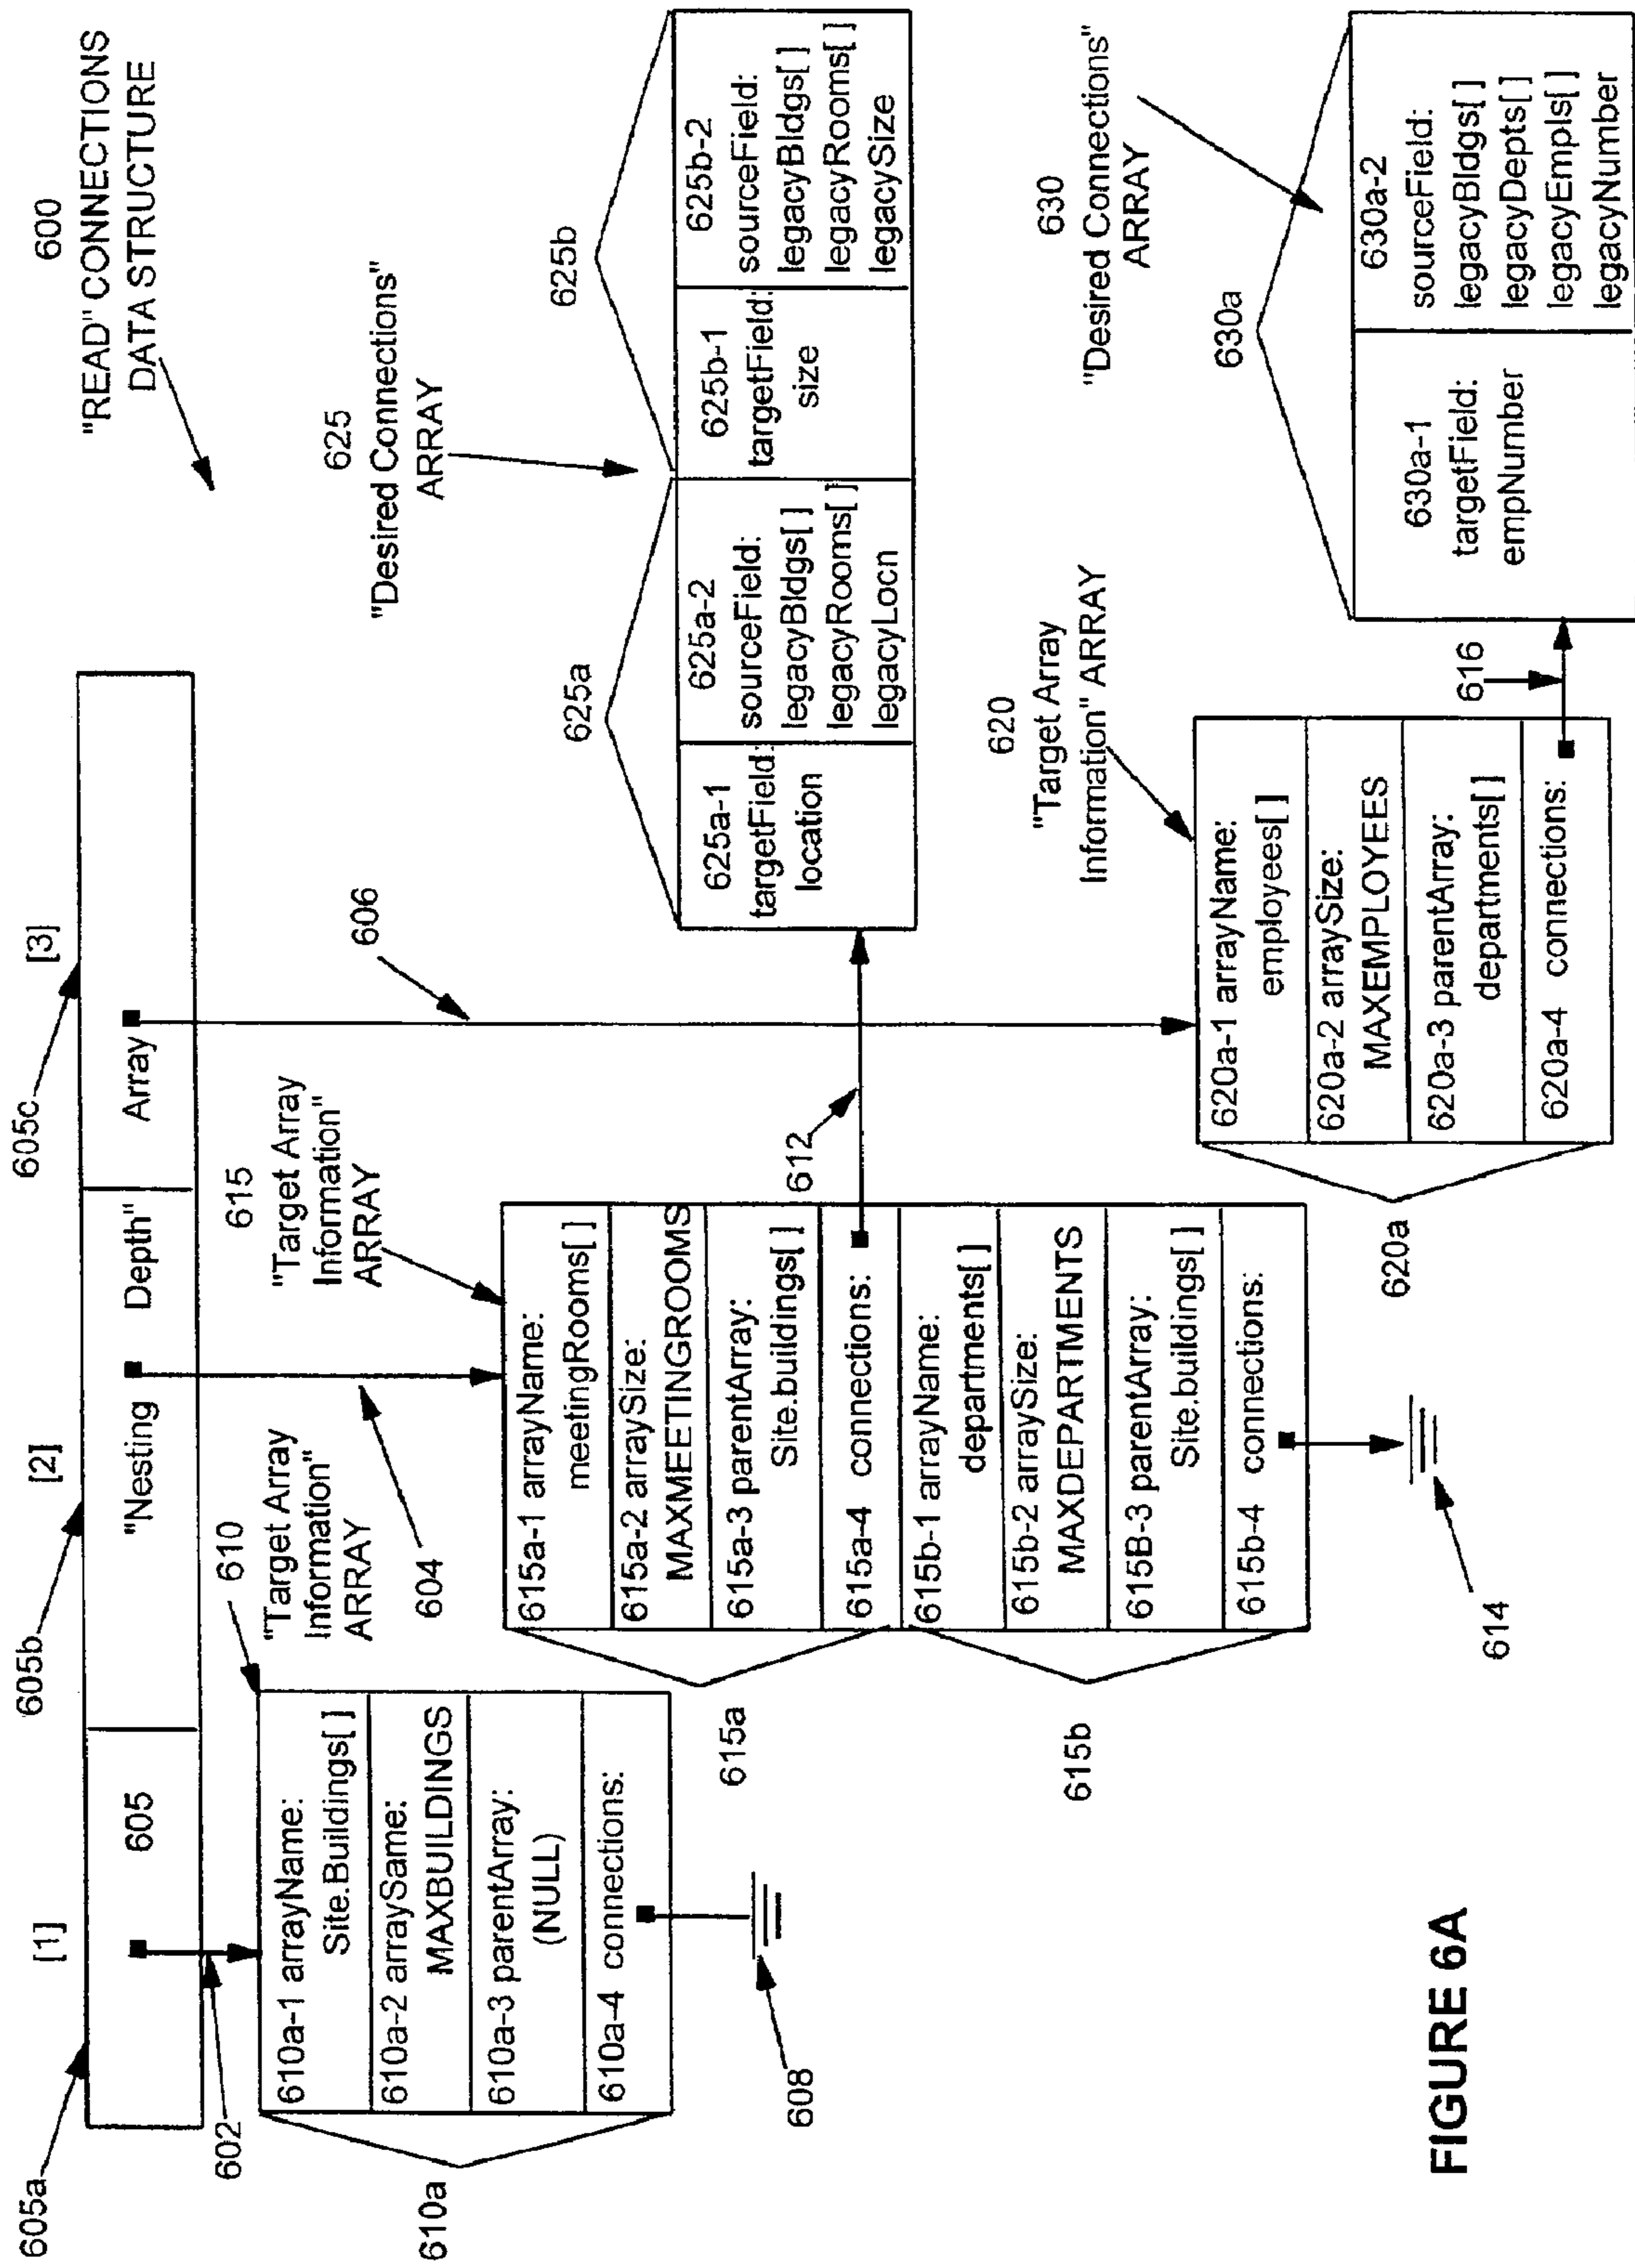 600
"READ" CONNECTIONS
DATA STRUCTURE
605a
[1]
605b
[2]
605c
[3]
605
"Nesting
Depth"
Array
602
604
606
610
"Target Array
Information"
ARRAY
610a-1 arrayName:
Site.Buildings[ ]
610a-2 arraySame:
MAXBUILDINGS
610a-3 parentArray:
(NULL)
610a-4 connections:
610a
608
615
"Target Array
Information"
ARRAY
615a-1 arrayName:
meetingRooms[ ]
615a-2 arraySize:
MAXMEETINGROOMS
615a-3 parentArray:
Site.buildings[ ]
615a-4 connections:
615b-1 arrayName:
departments[ ]
615b-2 arraySize:
MAXDEPARTMENTS
615B-3 parentArray:
Site.buildings[ ]
615b-4 connections:
615a
615b
612
614
625
"Desired Connections"
ARRAY
625a
625b
625a-1
targetField:
location
625a-2
sourceField:
legacyBldgs[ ]
legacyRooms[ ]
legacyLocn
625b-1
targetField:
size
625b-2
sourceField:
legacyBldgs[ ]
legacyRooms[ ]
legacySize
620
"Target Array
Information" ARRAY
620a-1 arrayName:
employees[ ]
620a-2 arraySize:
MAXEMPLOYEES
620a-3 parentArray:
departments[ ]
620a-4 connections:
620a
616
630
"Desired Connections"
ARRAY
630a
630a-1
targetField:
empNumber
630a-2
sourceField:
legacyBldgs[ ]
legacyDepts[ ]
legacyEmpls[ ]
legacyNumber
FIGURE 6A